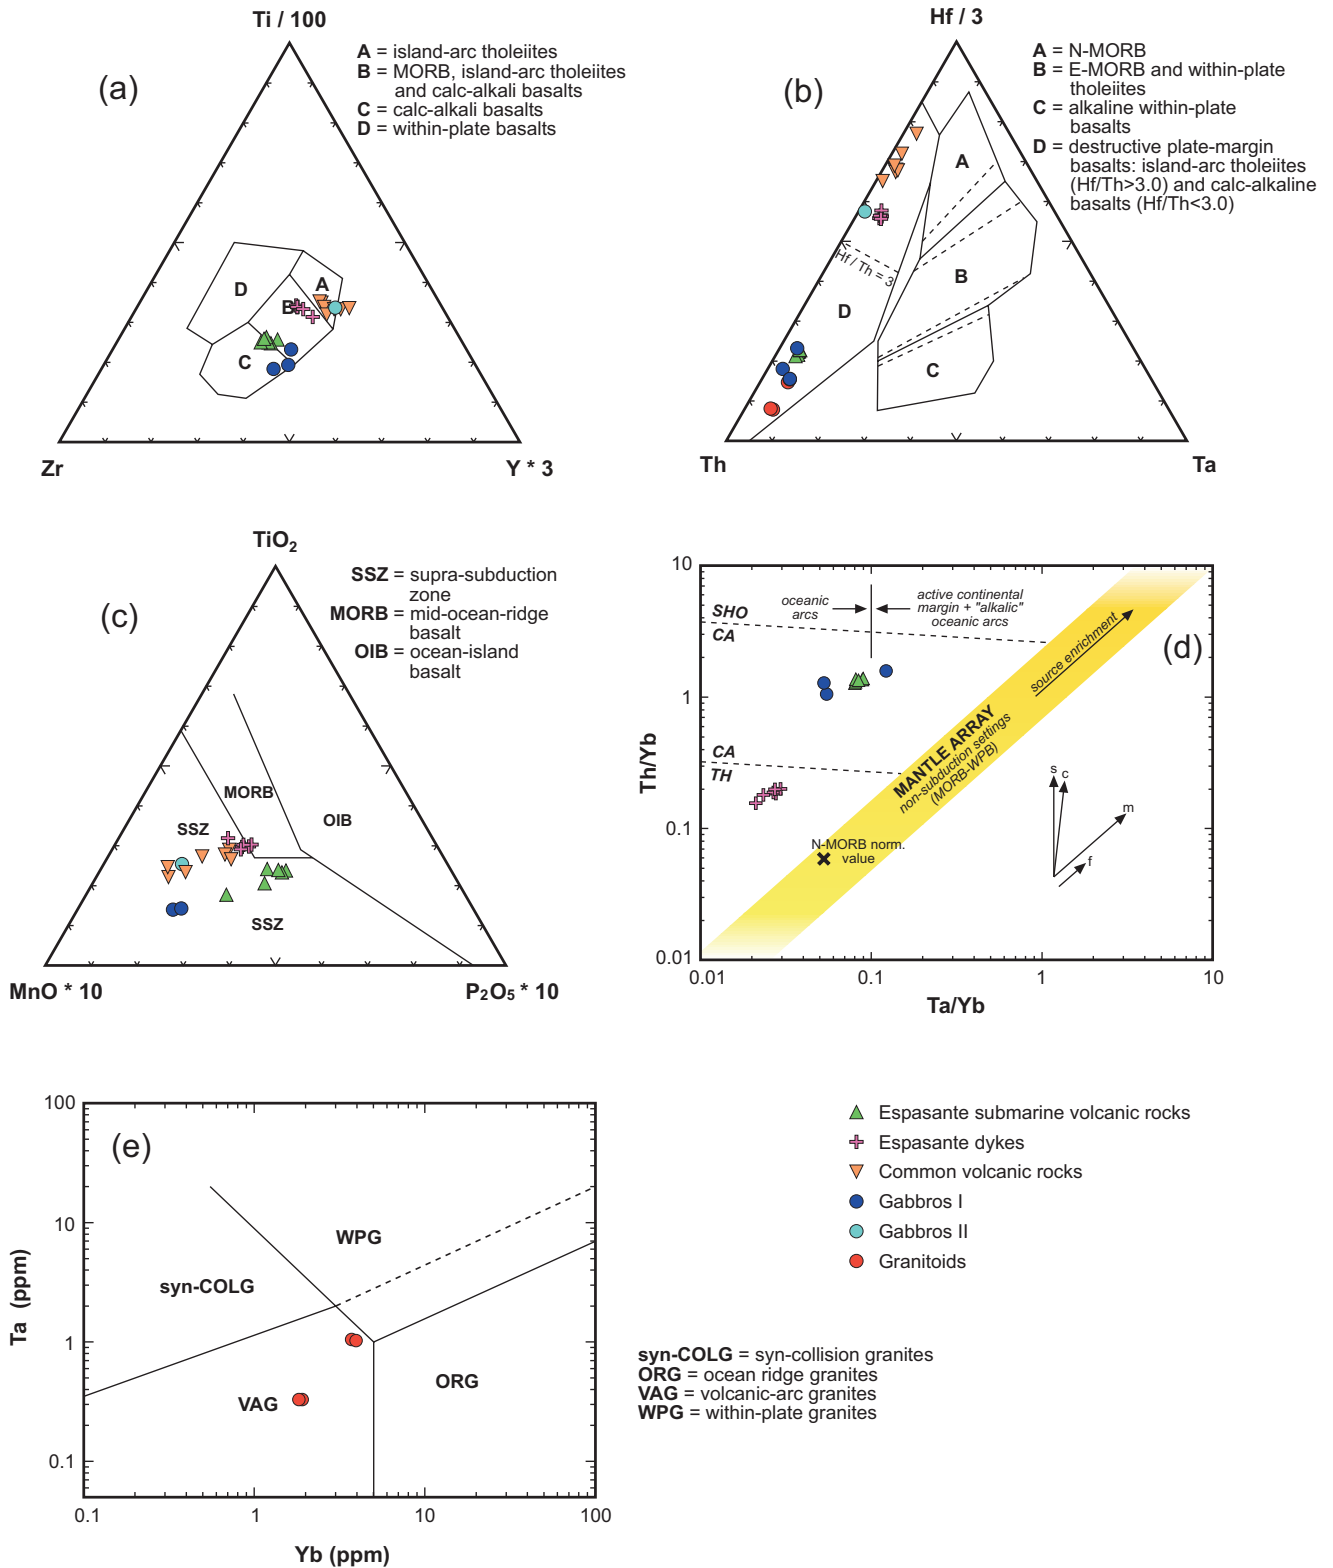 Ti / 100
(a)
A = island-arc tholeiites
B = MORB, island-arc tholeiites
and calc-alkali basalts
C = calc-alkali basalts
D = within-plate basalts
D
A
B
C
Zr
Y * 3
Hf / 3
(b)
A = N-MORB
B = E-MORB and within-plate
tholeiites
C = alkaline within-plate
basalts
D = destructive plate-margin
basalts: island-arc tholeiites
(Hf/Th>3.0) and calc-alkaline
basalts (Hf/Th<3.0)
A
Hf / Th = 3
B
D
C
Th
Ta
TiO2
(c)
SSZ = supra-subduction
zone
MORB = mid-ocean-ridge
basalt
OIB = ocean-island
basalt
MORB
SSZ
OIB
SSZ
MnO * 10
P2O5 * 10
10
1
0.1
0.01
Th/Yb
(d)
oceanic
arcs
active continental
margin + "alkalic"
oceanic arcs
SHO
CA
CA
TH
source enrichment
MANTLE ARRAY
non-subduction settings
(MORB-WPB)
N-MORB norm.
value
s
c
m
f
0.01
0.1
1
10
Ta/Yb
100
10
1
0.1
Ta (ppm)
(e)
WPG
syn-COLG
VAG
ORG
0.1
1
10
100
Yb (ppm)
Espasante submarine volcanic rocks
Espasante dykes
Common volcanic rocks
Gabbros I
Gabbros II
Granitoids
syn-COLG = syn-collision granites
ORG = ocean ridge granites
VAG = volcanic-arc granites
WPG = within-plate granites